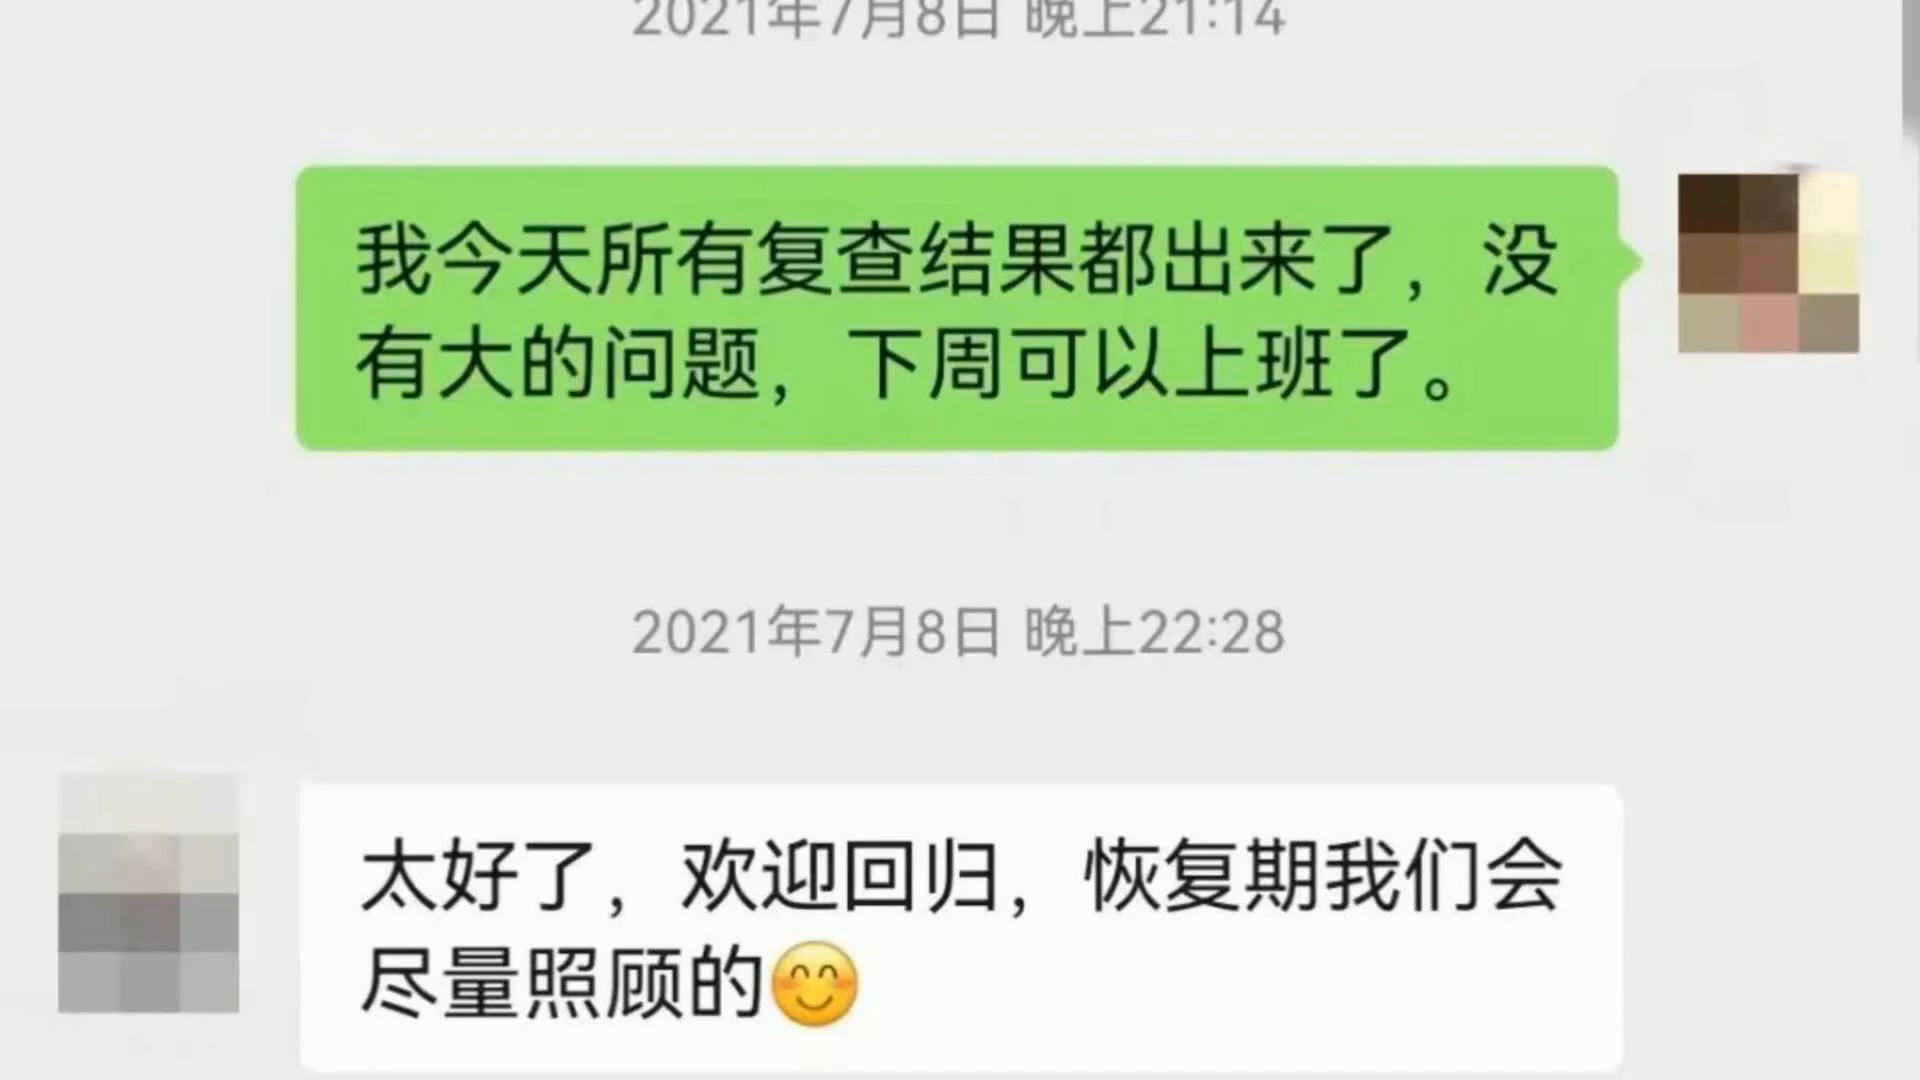 2021年7月8日 晚上21:14
我今天所有复查结果都出来了，没
有大的问题，下周可以上班了。
2021年7月8日 晚上22:28
太好了，欢迎回归，恢复期我们会
尽量照顾的😊